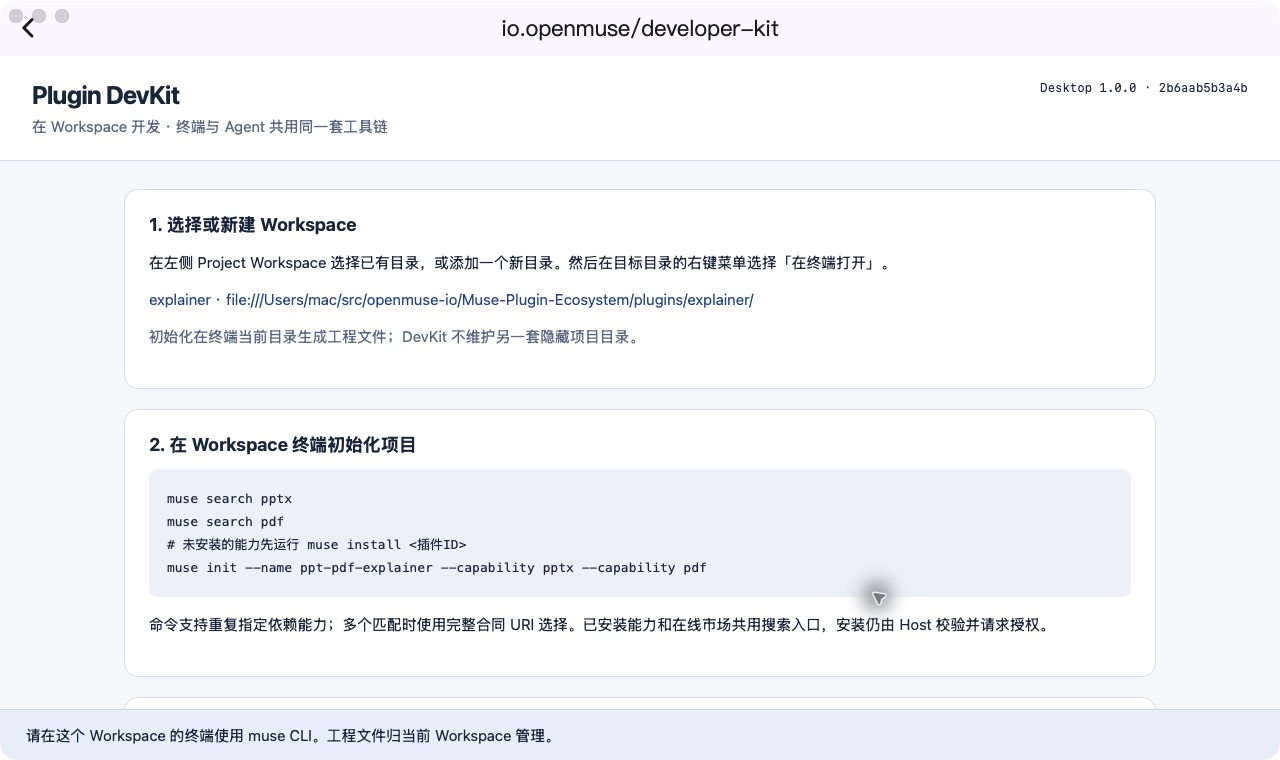 io.openmuse/developer-kit
Plugin DevKit
Desktop 1.0.0 · 2b6aab5b3a4b
在 Workspace 开发 · 终端与 Agent 共用同一套工具链
1. 选择或新建 Workspace
在左侧 Project Workspace 选择已有目录，或添加一个新目录。然后在目标目录的右键菜单选择「在终端打开」。
explainer · file:///Users/mac/src/openmuse-io/Muse-Plugin-Ecosystem/plugins/explainer/
初始化在终端当前目录生成工程文件；DevKit 不维护另一套隐藏项目目录。
2. 在 Workspace 终端初始化项目
muse search pptx
muse search pdf
# 未安装的能力先运行 muse install <插件ID>
muse init --name ppt-pdf-explainer --capability pptx --capability pdf
命令支持重复指定依赖能力；多个匹配时使用完整合同 URI 选择。已安装能力和在线市场共用搜索入口，安装仍由 Host 校验并请求授权。
请在这个 Workspace 的终端使用 muse CLI。工程文件归当前 Workspace 管理。